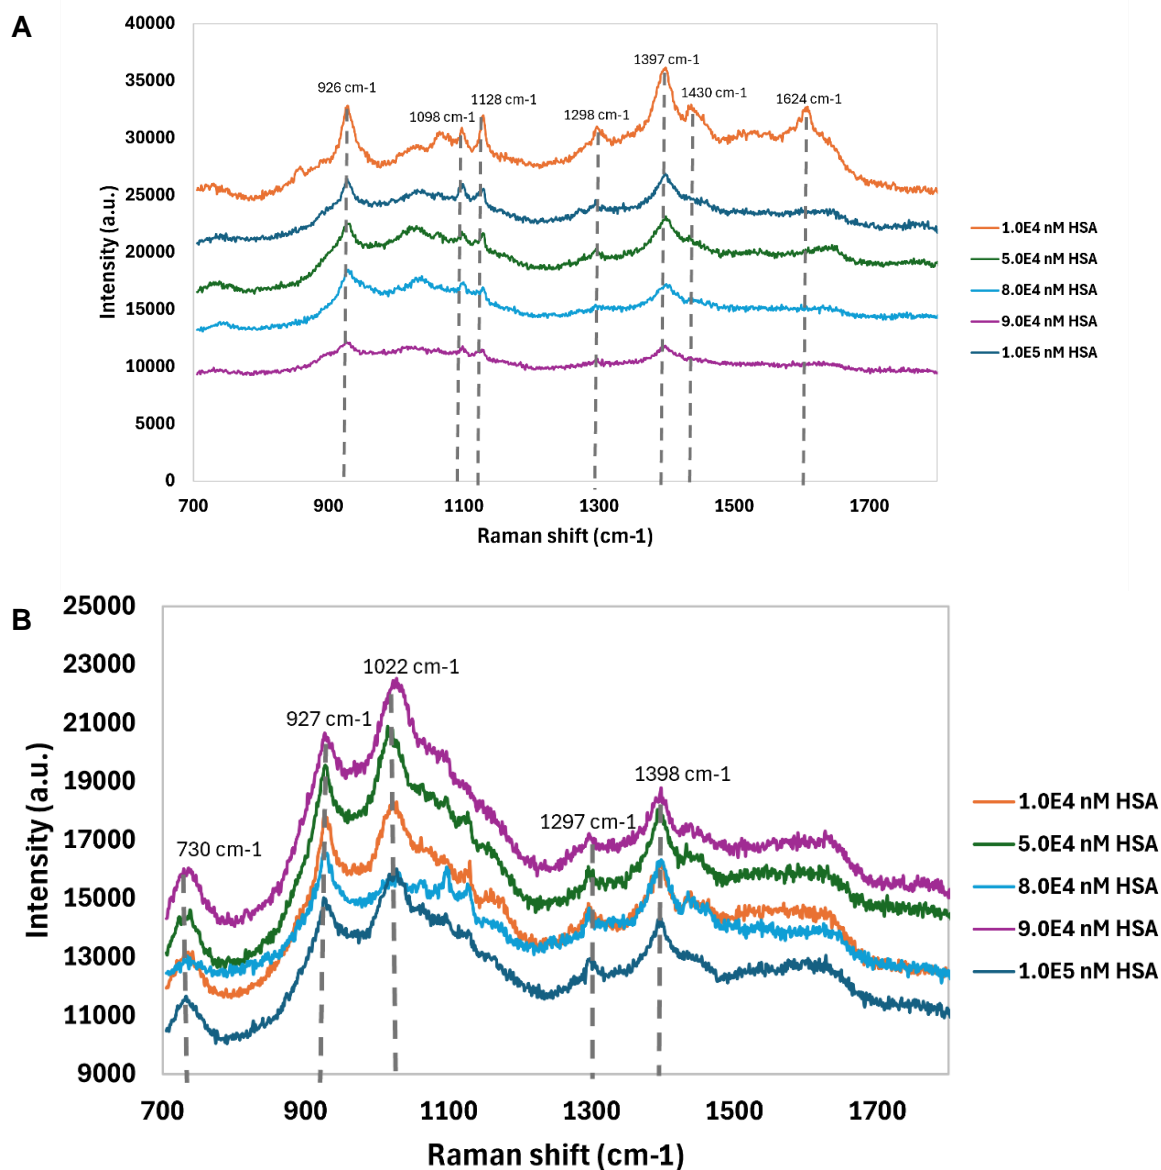 A
40000
35000
30000
25000
20000
15000
10000
5000
0
Intensity (a.u.)
926 cm-1
1098 cm-1
1128 cm-1
1298 cm-1
1397 cm-1
1430 cm-1
1624 cm-1
700 900 1100 1300 1500 1700
Raman shift (cm-1)
1.0E4 nM HSA
5.0E4 nM HSA
8.0E4 nM HSA
9.0E4 nM HSA
1.0E5 nM HSA
B
25000
23000
21000
19000
17000
15000
13000
11000
9000
Intensity (a.u.)
730 cm-1
927 cm-1
1022 cm-1
1297 cm-1
1398 cm-1
700 900 1100 1300 1500 1700
Raman shift (cm-1)
1.0E4 nM HSA
5.0E4 nM HSA
8.0E4 nM HSA
9.0E4 nM HSA
1.0E5 nM HSA